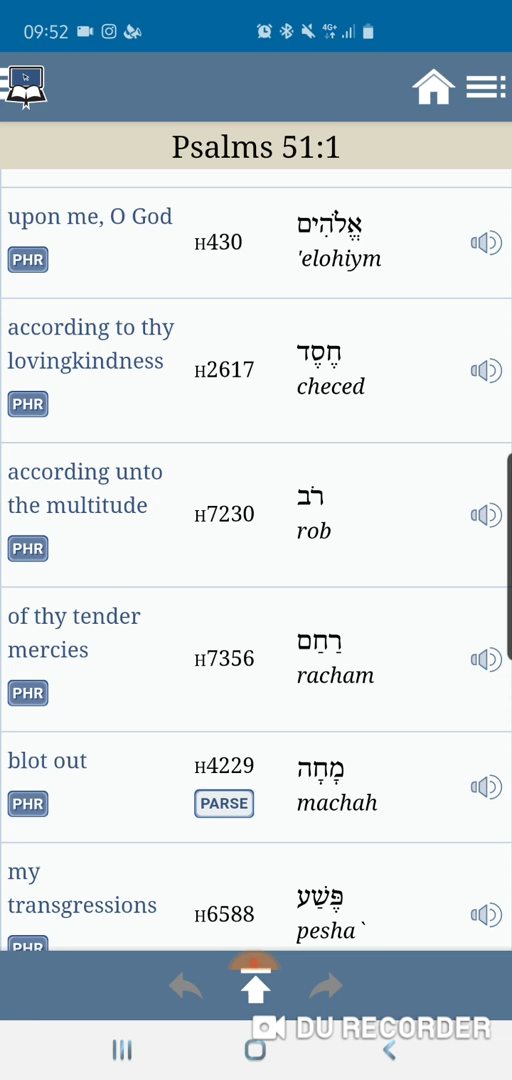 09:52
4G+
Psalms 51:1
upon me, O God
PHR
H430
אֱלֹהִים
'elohiym
according to thy
lovingkindness
PHR
H2617
חֶסֶד
checed
according unto
the multitude
PHR
H7230
רֹב
rob
of thy tender
mercies
PHR
H7356
רַחַם
racham
blot out
PHR
H4229
PARSE
מָחָה
machah
my
transgressions
PHR
H6588
פֶּשַׁע
pesha`
DU RECORDER